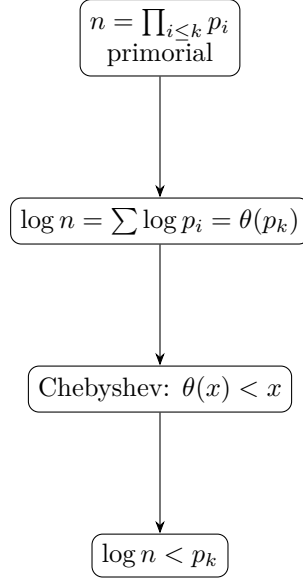 n = ∏_{i≤k} p_i
primorial
log n = ∑ log p_i = θ(p_k)
Chebyshev: θ(x) < x
log n < p_k